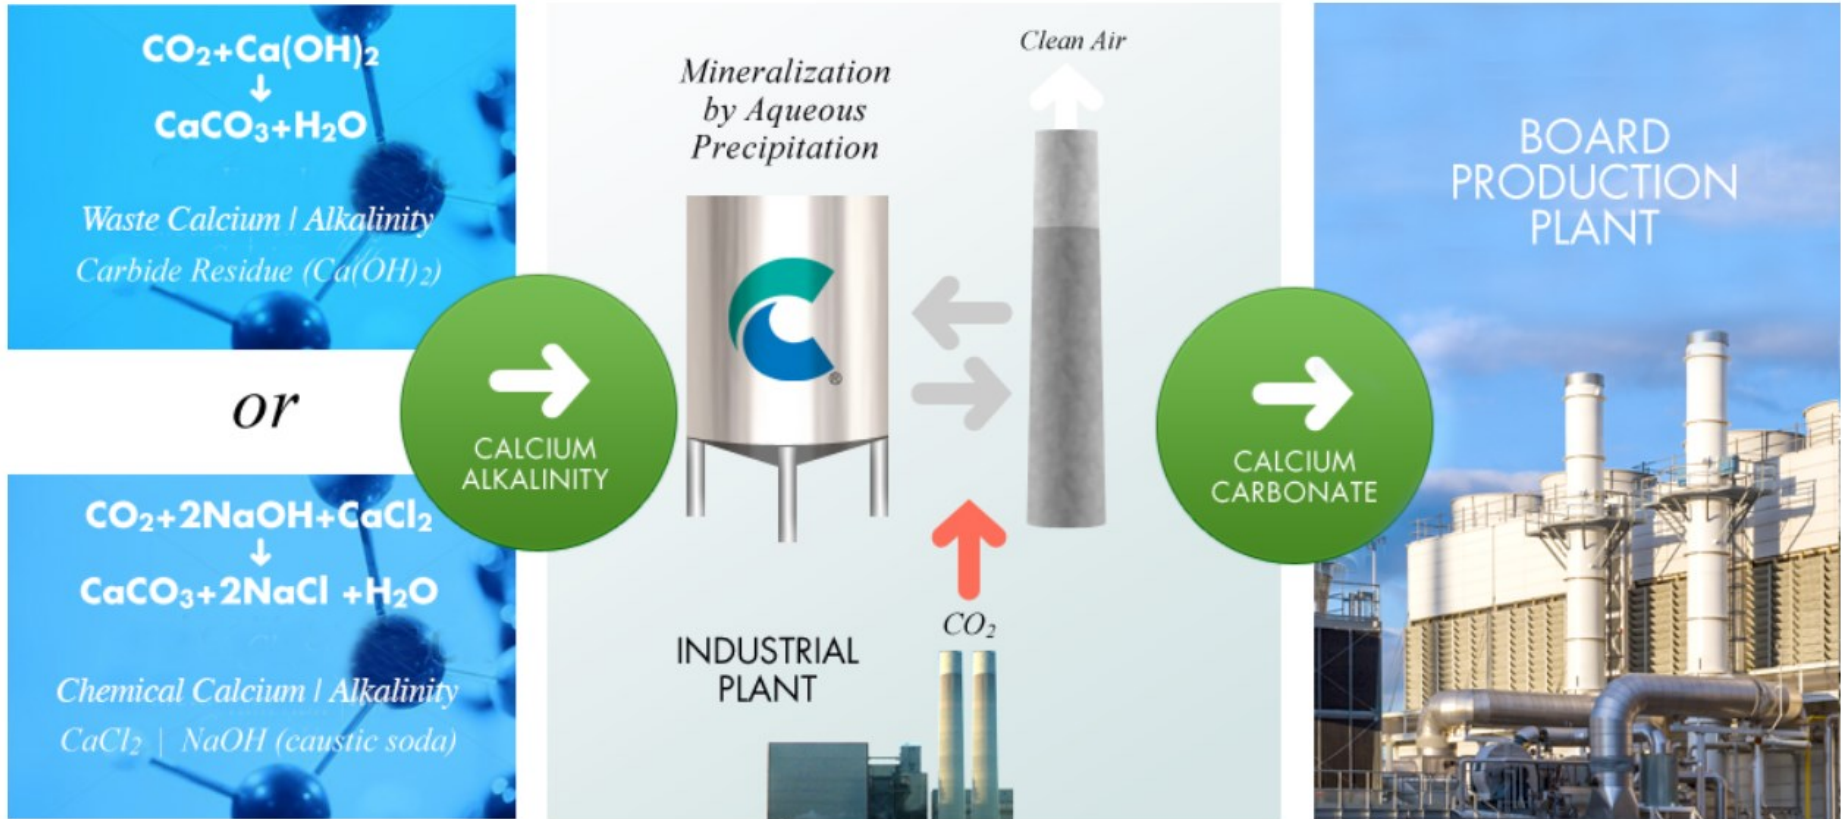 CO₂+Ca(OH)₂
↓
CaCO₃+H₂O
Waste Calcium | Alkalinity
Carbide Residue (Ca(OH)₂)
or
CO₂+2NaOH+CaCl₂
↓
CaCO₃+2NaCl +H₂O
Chemical Calcium | Alkalinity
CaCl₂ | NaOH (caustic soda)
CALCIUM
ALKALINITY
Mineralization
by Aqueous
Precipitation
Clean Air
®
CO₂
INDUSTRIAL
PLANT
CALCIUM
CARBONATE
BOARD
PRODUCTION
PLANT